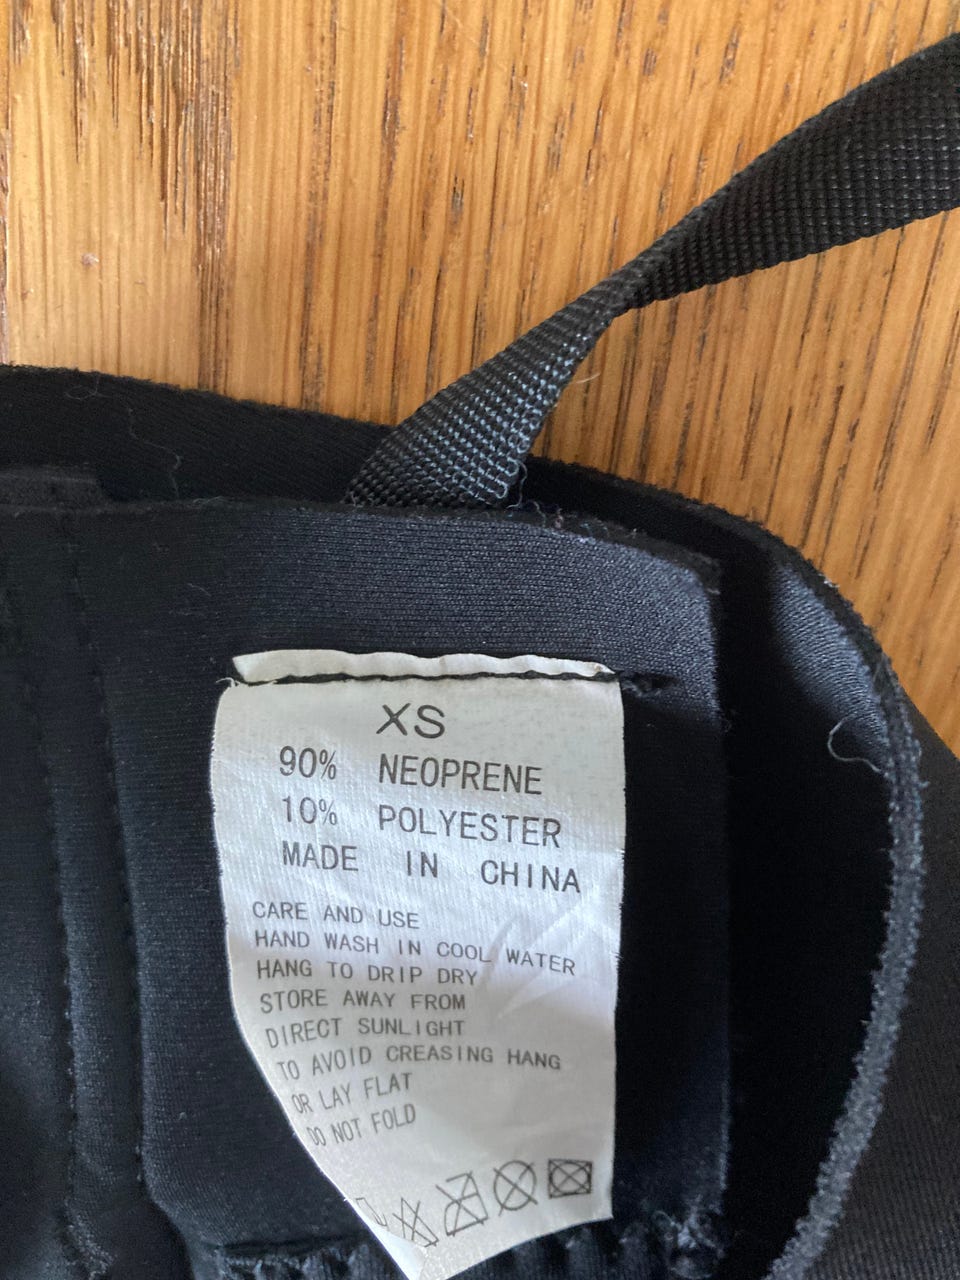 XS
90% NEOPRENE
10% POLYESTER
MADE IN CHINA
CARE AND USE
HAND WASH IN COOL WATER
HANG TO DRIP DRY
STORE AWAY FROM
DIRECT SUNLIGHT
TO AVOID CREASING HANG
OR LAY FLAT
DO NOT FOLD